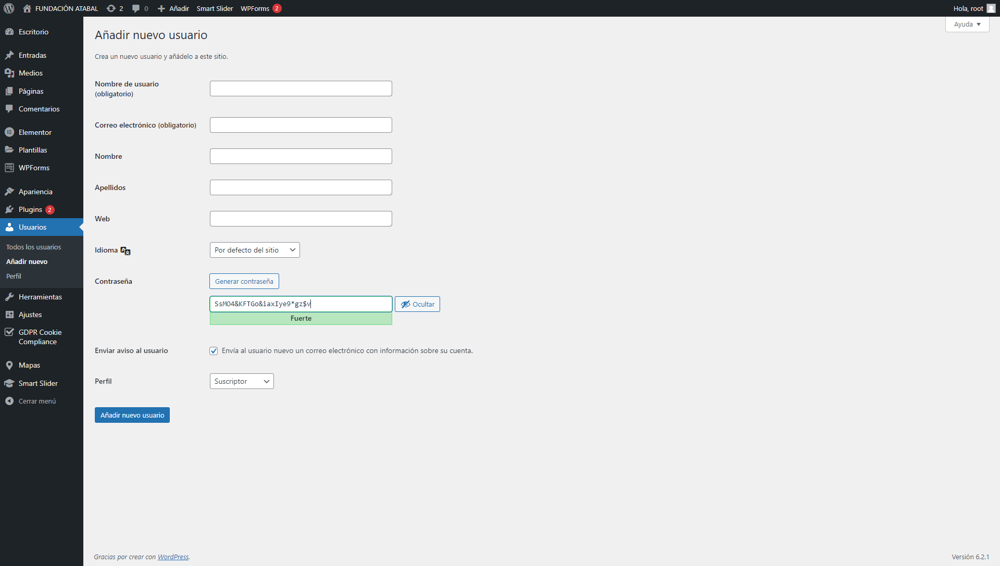 FUNDACIÓN ATABAL 2 0 Añadir Smart Slider WPForms 2 Hola, root
Ayuda
Escritorio
Entradas
Medios
Páginas
Comentarios
Elementor
Plantillas
WPForms
Apariencia
Plugins 2
Usuarios
Todos los usuarios
Añadir nuevo
Perfil
Herramientas
Ajustes
GDPR Cookie
Compliance
Mapas
Smart Slider
Cerrar menú
Añadir nuevo usuario
Crea un nuevo usuario y añádelo a este sitio.
Nombre de usuario
(obligatorio)
Correo electrónico (obligatorio)
Nombre
Apellidos
Web
Idioma Por defecto del sitio
Contraseña Generar contraseña
SsMO4&KFTGo&iaxIye9*gz$v Ocultar
Fuerte
Enviar aviso al usuario Envía al usuario nuevo un correo electrónico con información sobre su cuenta.
Perfil Suscriptor
Añadir nuevo usuario
Gracias por crear con WordPress. Versión 6.2.1